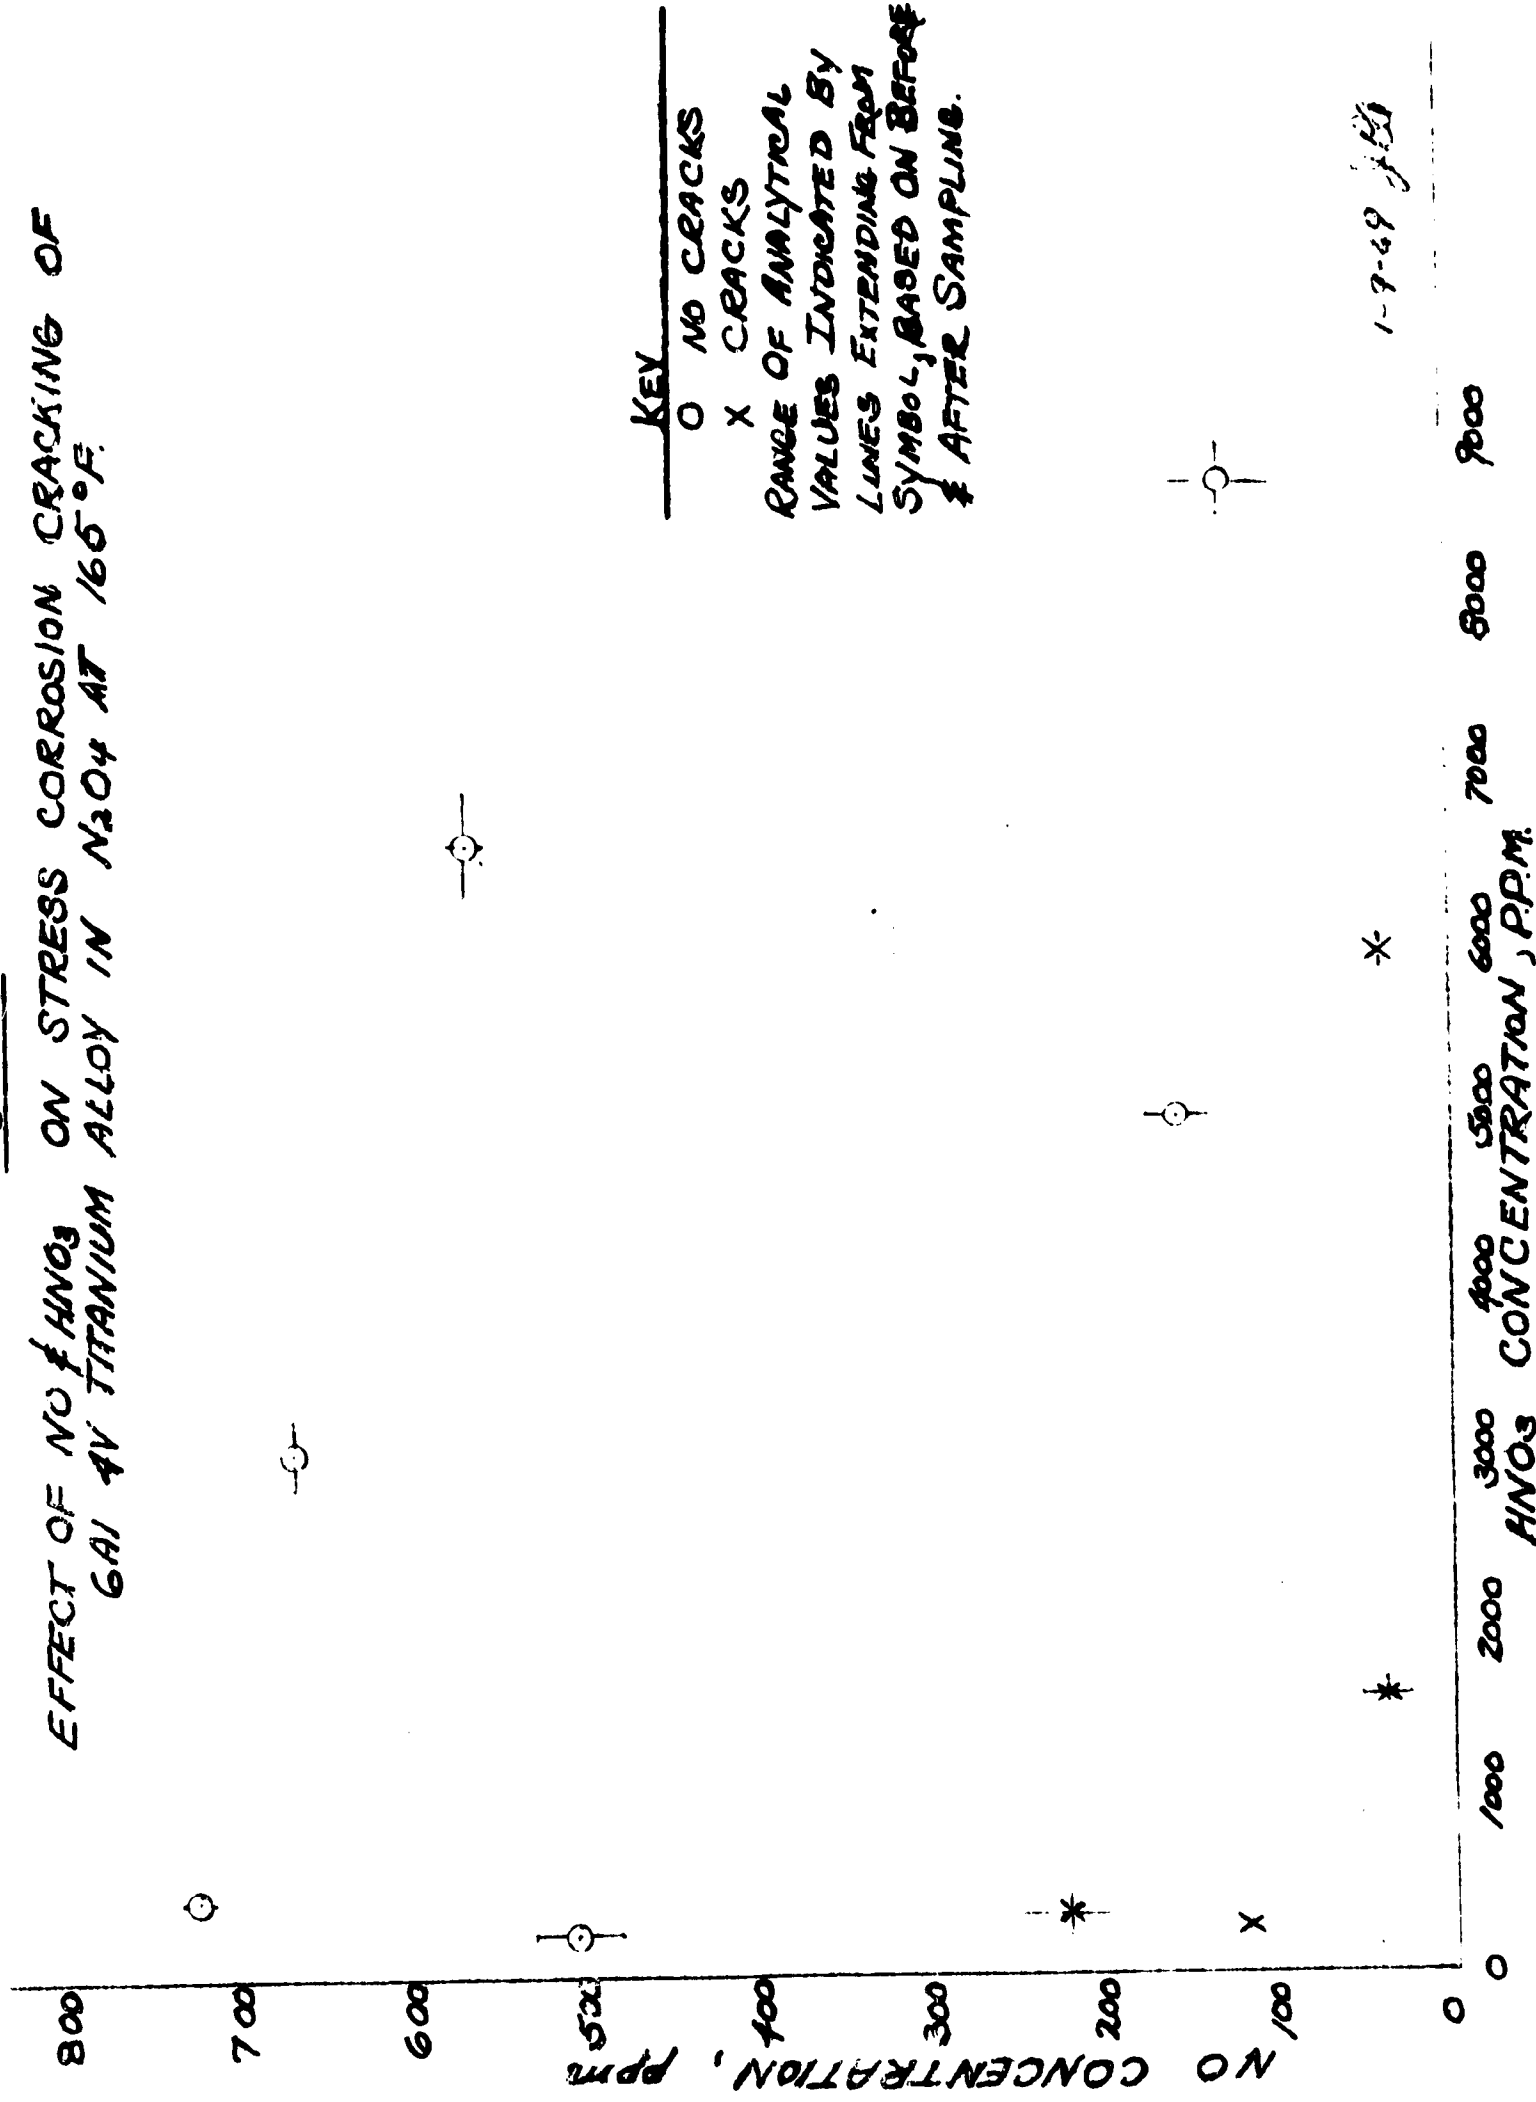 EFFECT OF NO & HNO3 ON STRESS CORROSION CRACKING OF
6Al 4V TITANIUM ALLOY IN N2O4 AT 165°F.
KEY
O NO CRACKS
X CRACKS
RANGE OF ANALYTICAL
VALUES INDICATED BY
LINES EXTENDING FROM
SYMBOL, BASED ON BEFORE
& AFTER SAMPLING.
NO CONCENTRATION, ppm
800
700
600
500
400
300
200
100
0
0 1000 2000 3000 4000 5000 6000 7000 8000 9000
HNO3 CONCENTRATION, P.P.M.
1-7-69